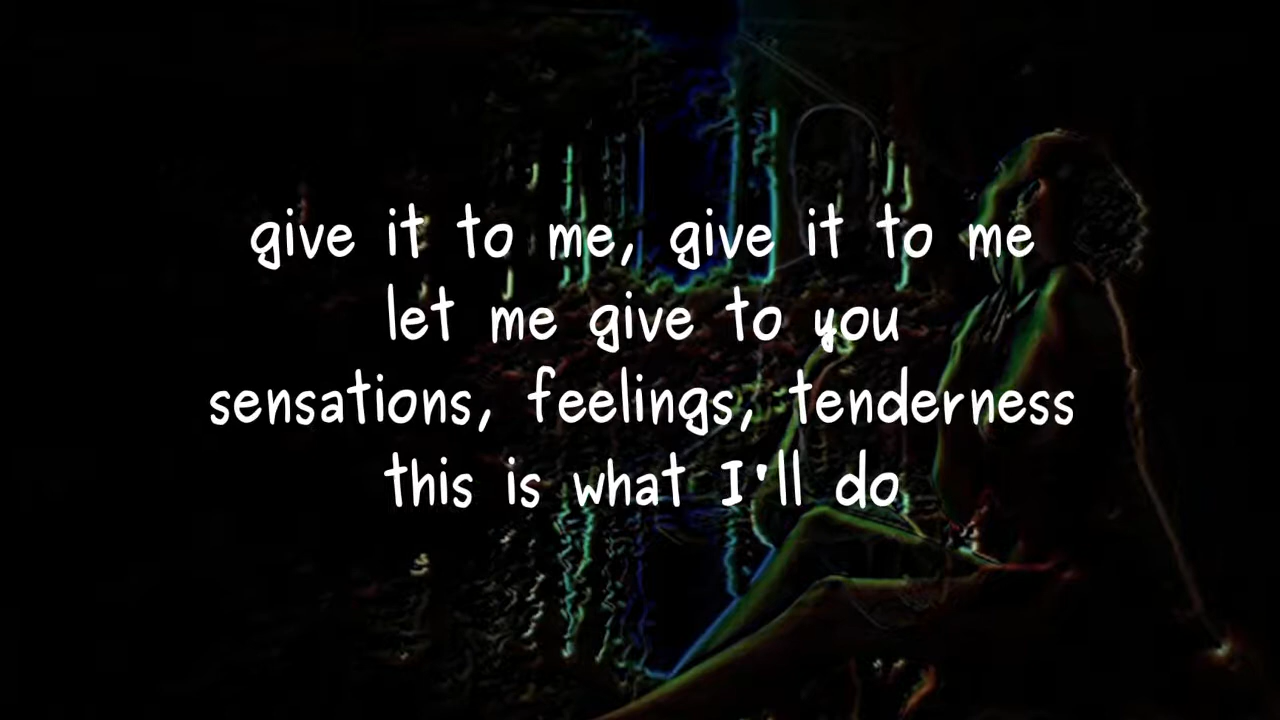 give it to me, give it to me
let me give to you
sensations, feelings, tenderness
this is what I'll do